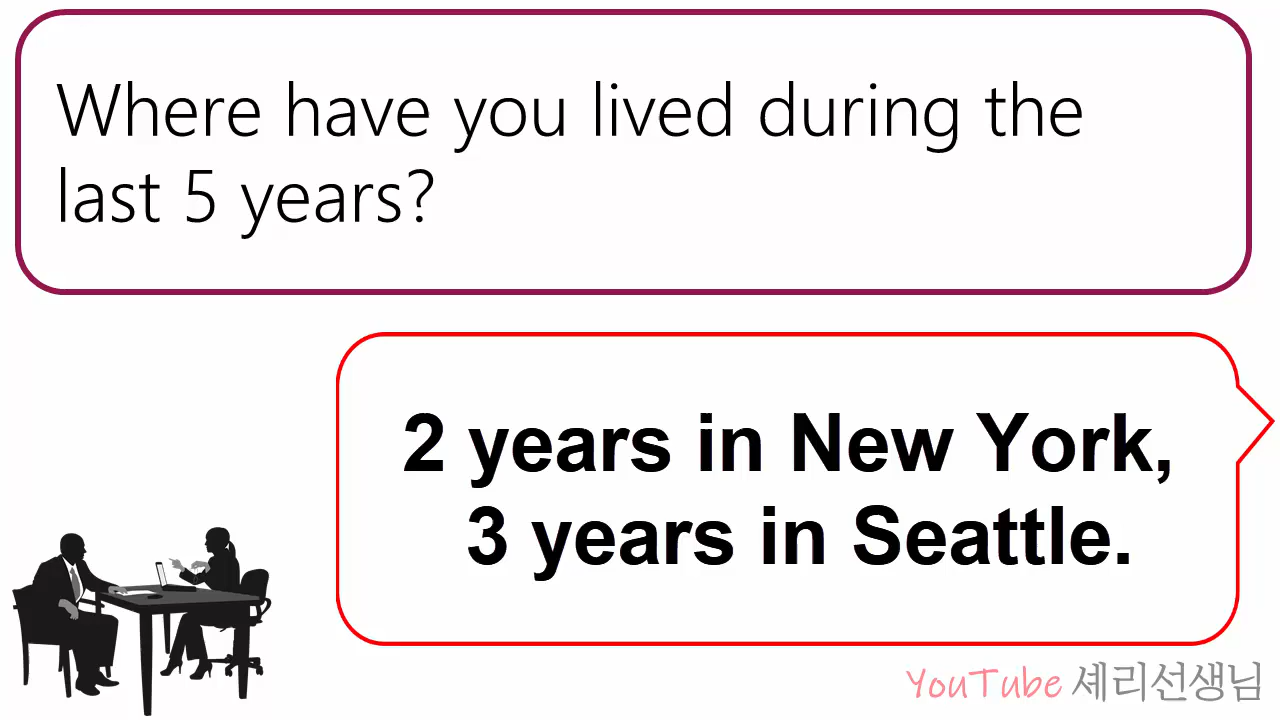 Where have you lived during the
last 5 years?
2 years in New York,
3 years in Seattle.
YouTube 셰리선생님